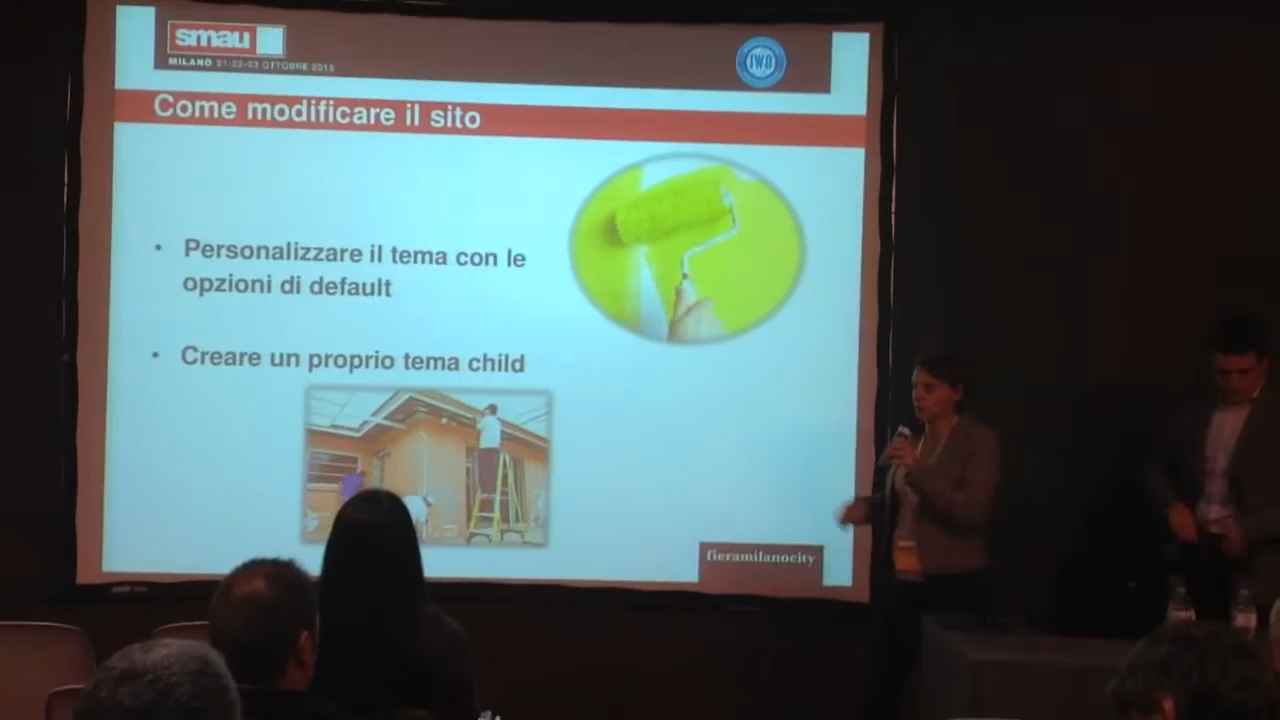 smau
MILANO 21-22-23 OTTOBRE 2015
IWA
Come modificare il sito
• Personalizzare il tema con le
opzioni di default
• Creare un proprio tema child
fieramilanocity